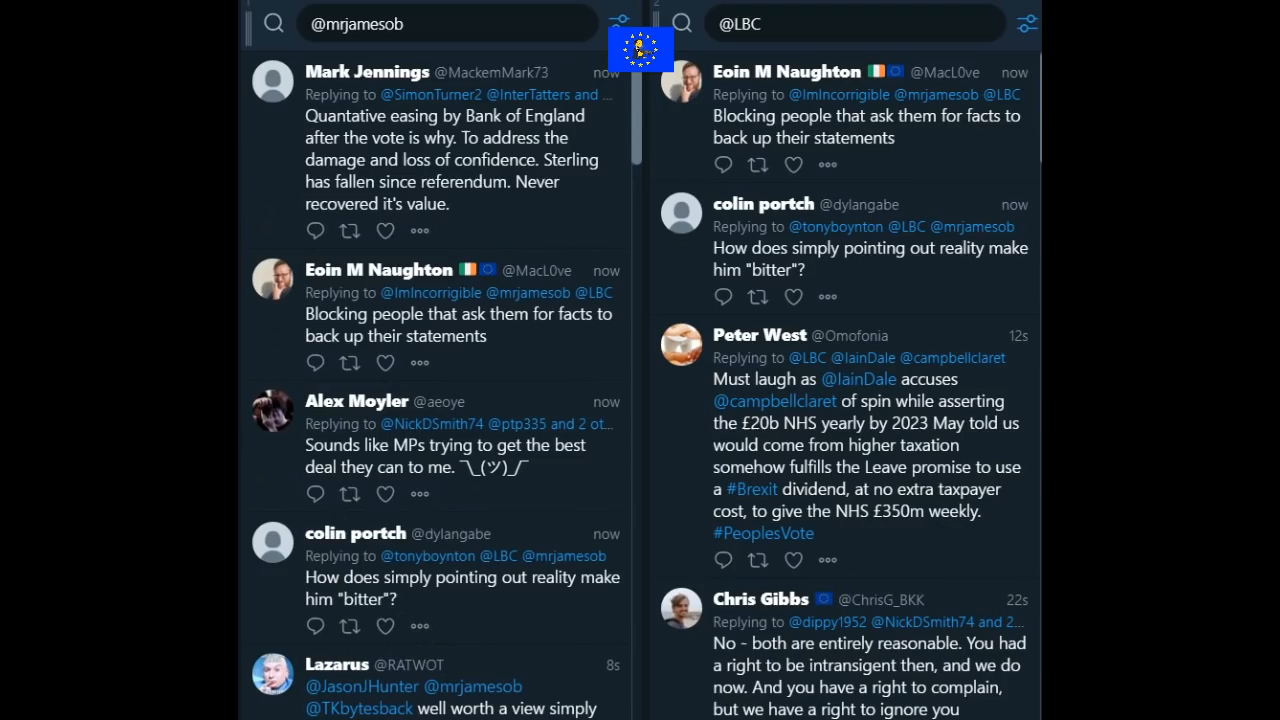 1
@mrjamesob
Mark Jennings @MackemMark73 now
Replying to @SimonTurner2 @InterTatters and ...
Quantative easing by Bank of England
after the vote is why. To address the
damage and loss of confidence. Sterling
has fallen since referendum. Never
recovered it's value.
Eoin M Naughton 🇮🇪🇪🇺 @MacL0ve now
Replying to @ImIncorrigible @mrjamesob @LBC
Blocking people that ask them for facts to
back up their statements
Alex Moyler @aeoye now
Replying to @NickDSmith74 @ptp335 and 2 ot...
Sounds like MPs trying to get the best
deal they can to me. ¯\_(ツ)_/¯
colin portch @dylangabe now
Replying to @tonyboynton @LBC @mrjamesob
How does simply pointing out reality make
him "bitter"?
Lazarus @RATWOT 8s
@JasonJHunter @mrjamesob
@TKbytesback well worth a view simply
2
@LBC
Eoin M Naughton 🇮🇪🇪🇺 @MacL0ve now
Replying to @ImIncorrigible @mrjamesob @LBC
Blocking people that ask them for facts to
back up their statements
colin portch @dylangabe now
Replying to @tonyboynton @LBC @mrjamesob
How does simply pointing out reality make
him "bitter"?
Peter West @Omofonia 12s
Replying to @LBC @IainDale @campbellclaret
Must laugh as @IainDale accuses
@campbellclaret of spin while asserting
the £20b NHS yearly by 2023 May told us
would come from higher taxation
somehow fulfills the Leave promise to use
a #Brexit dividend, at no extra taxpayer
cost, to give the NHS £350m weekly.
#PeoplesVote
Chris Gibbs 🇪🇺 @ChrisG_BKK 22s
Replying to @dippy1952 @NickDSmith74 and 2...
No - both are entirely reasonable. You had
a right to be intransigent then, and we do
now. And you have a right to complain,
but we have a right to ignore you